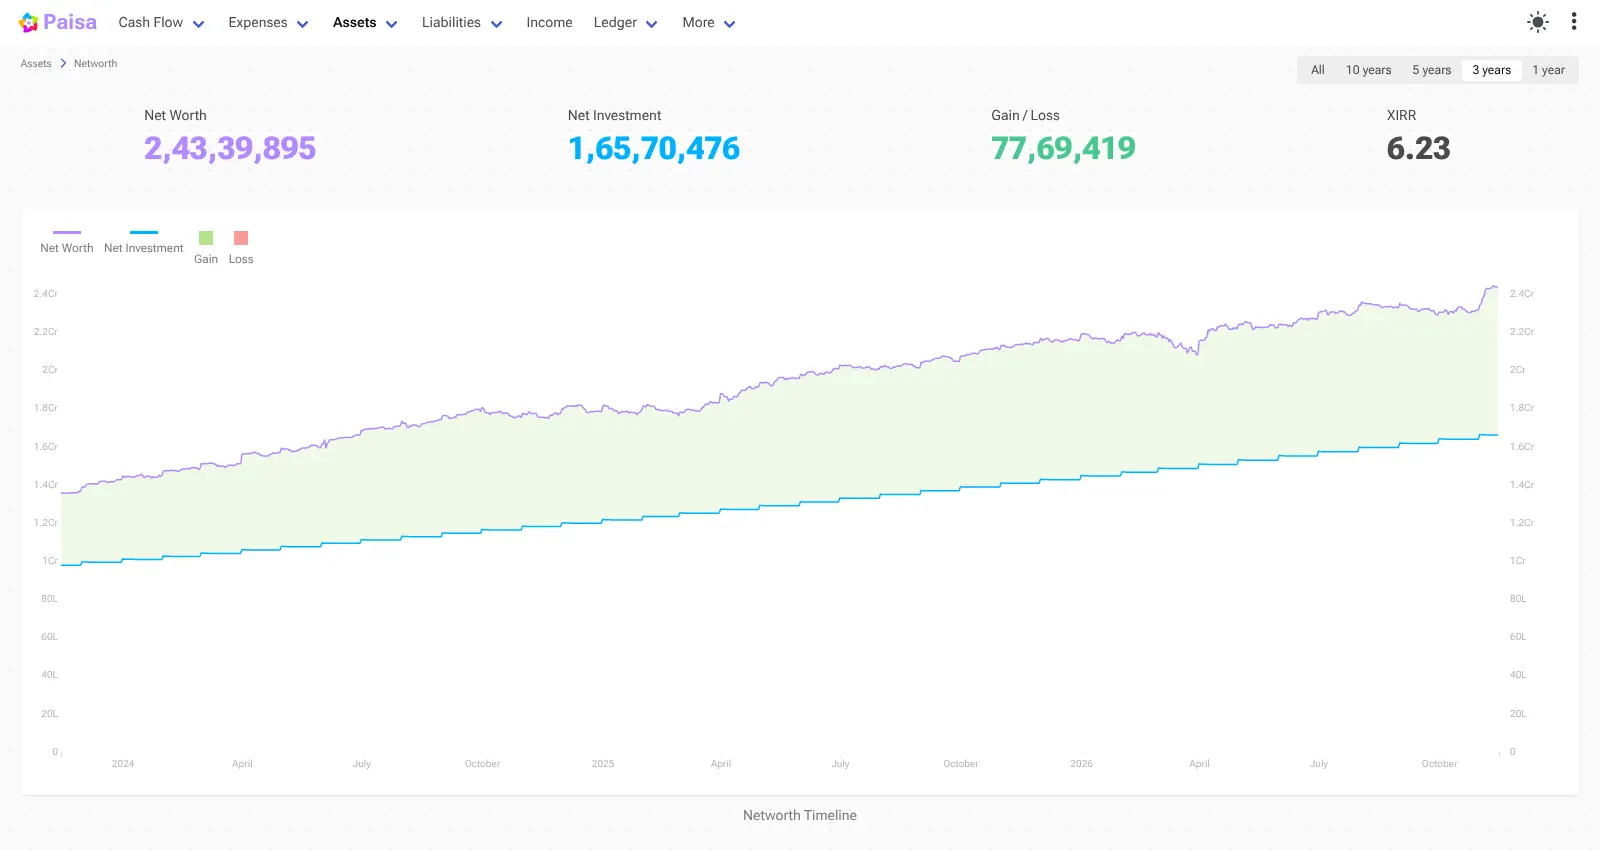 Paisa Cash Flow Expenses Assets Liabilities Income Ledger More
Assets Networth
All 10 years 5 years 3 years 1 year
Net Worth Net Investment Gain / Loss XIRR
2,43,39,895 1,65,70,476 77,69,419 6.23
Net Worth Net Investment Gain Loss
2.4Cr 2.4Cr
2.2Cr 2.2Cr
2Cr 2Cr
1.8Cr 1.8Cr
1.6Cr 1.6Cr
1.4Cr 1.4Cr
1.2Cr 1.2Cr
1Cr 1Cr
80L 80L
60L 60L
40L 40L
20L 20L
0 0
2024 April July October 2025 April July October 2026 April July October
Networth Timeline